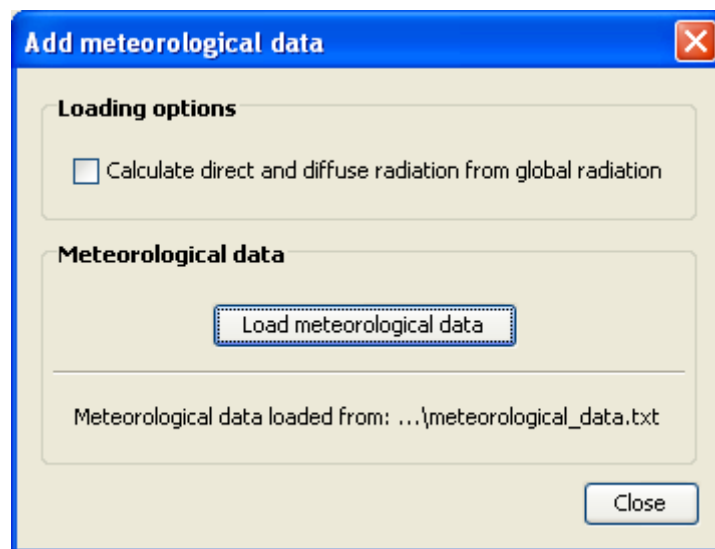 Add meteorological data
Loading options
Calculate direct and diffuse radiation from global radiation
Meteorological data
Load meteorological data
Meteorological data loaded from: ...\meteorological_data.txt
Close